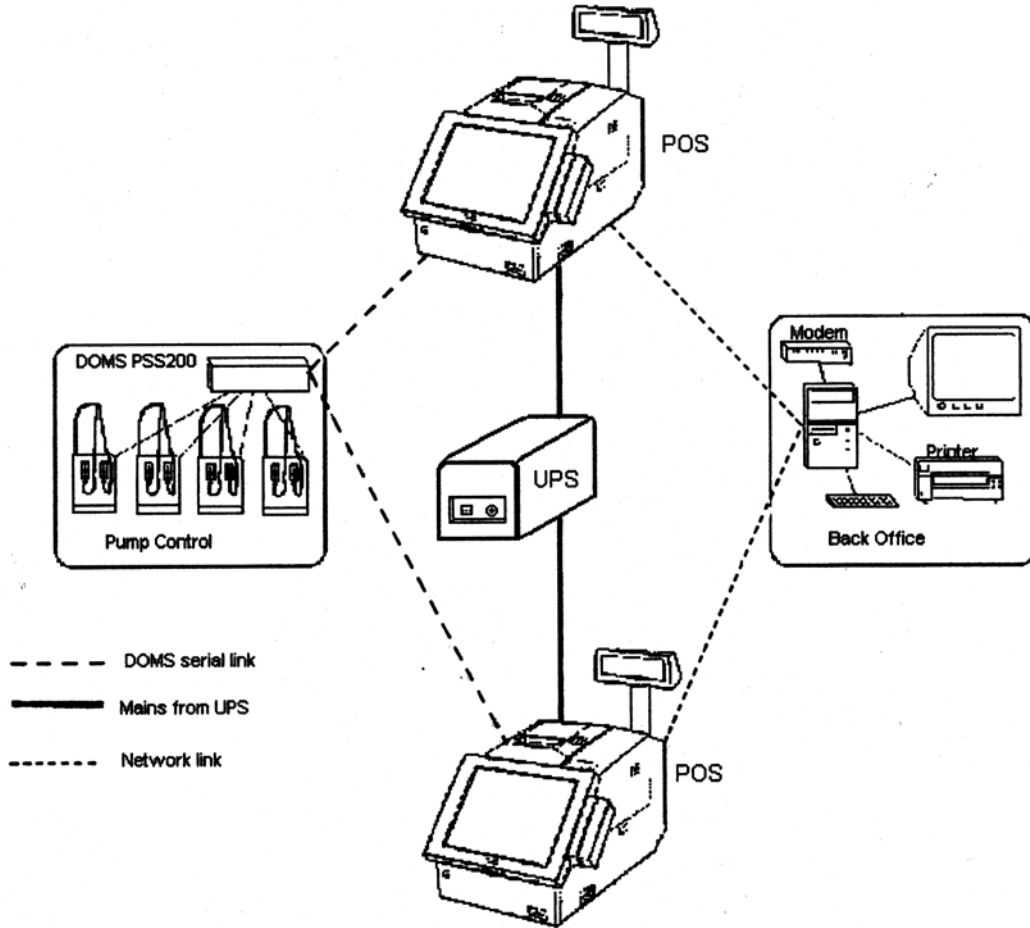 POS
DOMS PSS200
Modem
UPS
Printer
Pump Control
Back Office
DOMS serial link
Mains from UPS
Network link
POS